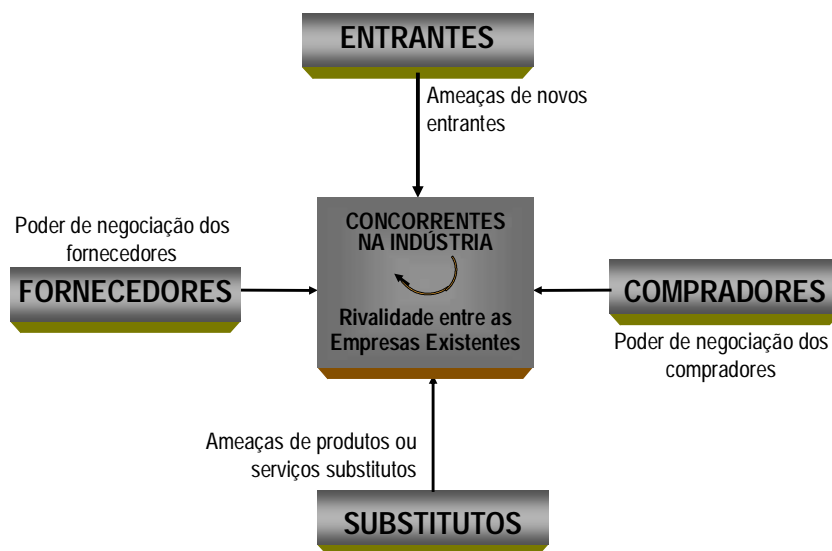 ENTRANTES
Ameaças de novos
entrantes
Poder de negociação dos
fornecedores
FORNECEDORES
CONCORRENTES
NA INDÚSTRIA
Rivalidade entre as
Empresas Existentes
COMPRADORES
Poder de negociação dos
compradores
Ameaças de produtos ou
serviços substitutos
SUBSTITUTOS